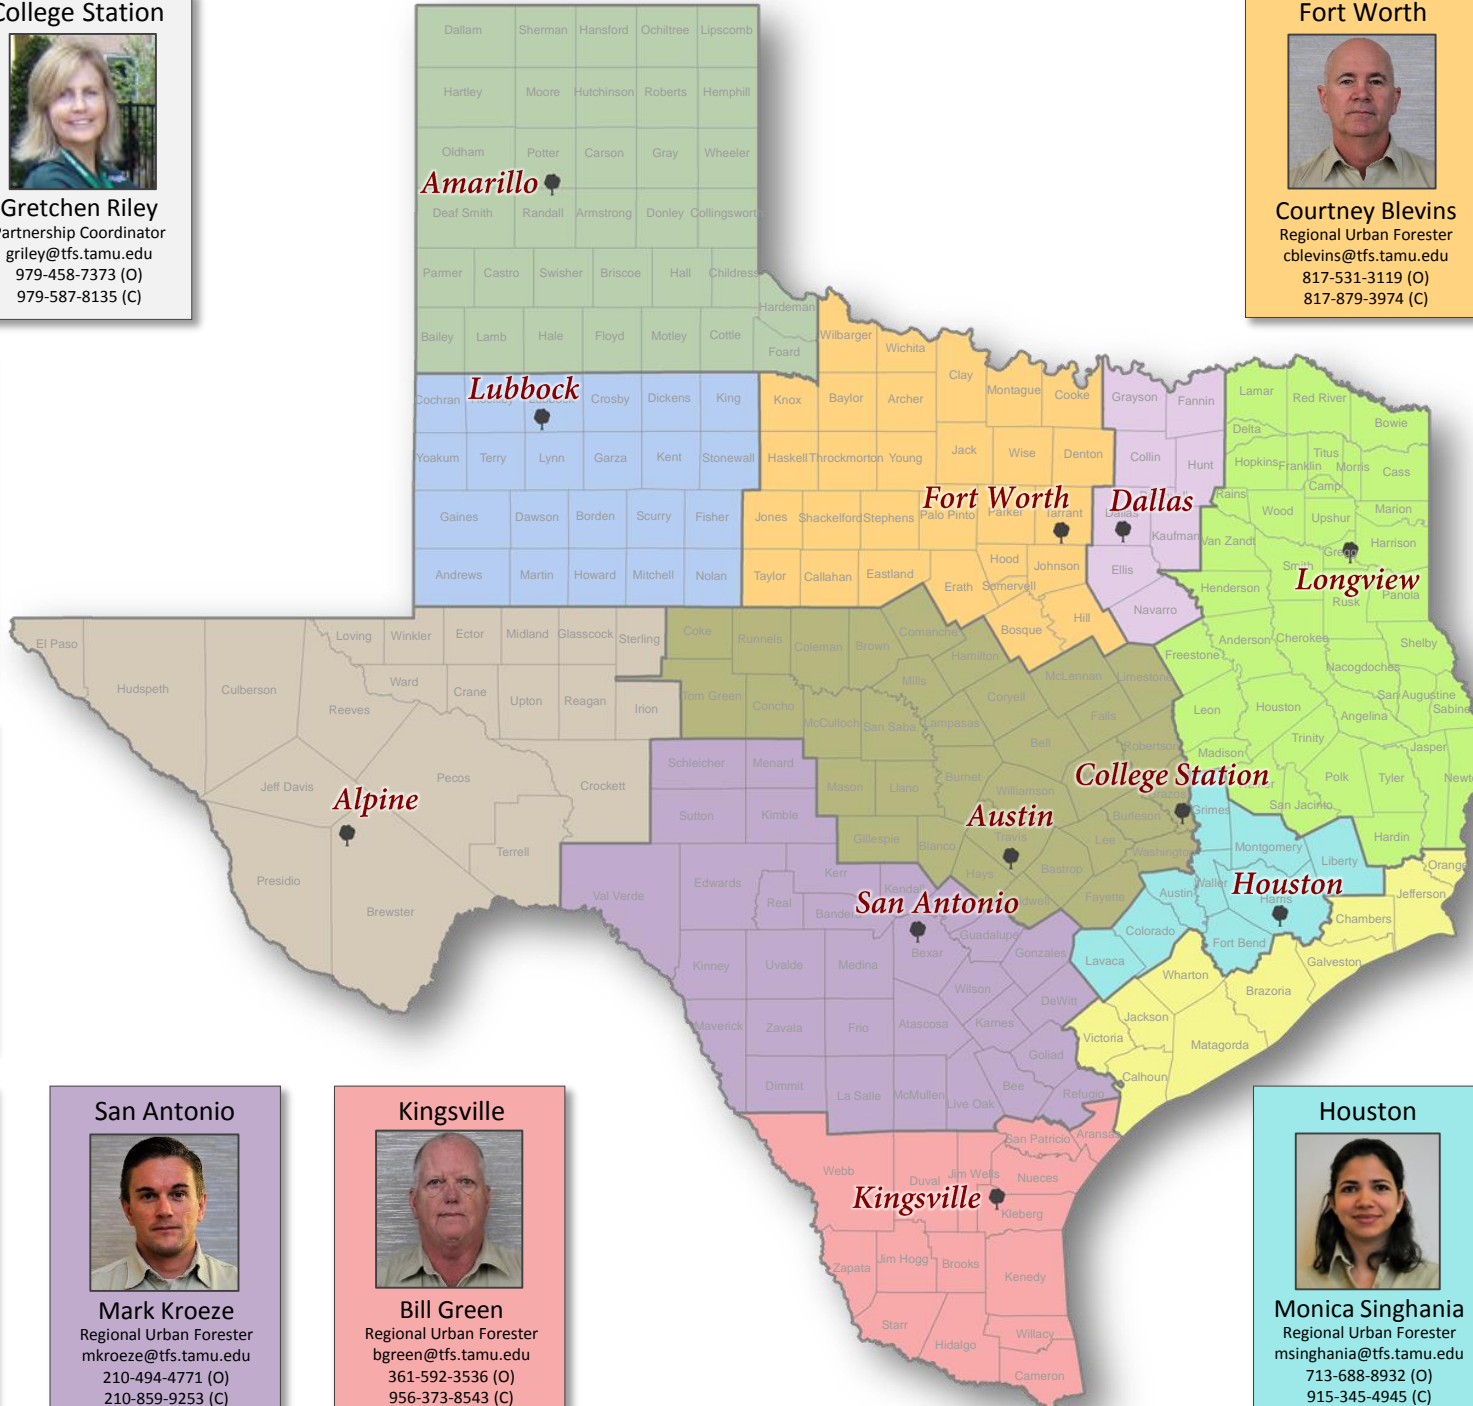 College Station
Gretchen Riley
Partnership Coordinator
griley@tfs.tamu.edu
979-458-7373 (O)
979-587-8135 (C)
Fort Worth
Courtney Blevins
Regional Urban Forester
cblevins@tfs.tamu.edu
817-531-3119 (O)
817-879-3974 (C)
Dallam Sherman Hansford Ochiltree Lipscomb
Hartley Moore Hutchinson Roberts Hemphill
Oldham Potter Carson Gray Wheeler
Amarillo
Deaf Smith Randall Armstrong Donley Collingsworth
Parmer Castro Swisher Briscoe Hall Childress
Hardeman
Bailey Lamb Hale Floyd Motley Cottle
Foard
Wilbarger
Wichita
Lubbock
Cochran Crosby Dickens King
Knox Baylor Archer Clay Montague Cooke
Grayson Fannin
Lamar Red River
Bowie
Delta
Yoakum Terry Lynn Garza Kent Stonewall
Haskell Throckmorton Young Jack Wise Denton
Collin Hunt
Hopkins Franklin Titus Morris Cass
Camp
Rains
Wood Upshur Marion
Fort Worth
Dallas
Gaines Dawson Borden Scurry Fisher
Jones Shackelford Stephens Palo Pinto Parker Tarrant
Dallas
Kaufman
Van Zandt
Gregg
Harrison
Smith
Longview
Andrews Martin Howard Mitchell Nolan
Taylor Callahan Eastland Erath Hood Somervell Johnson
Ellis
Navarro
Henderson
Rusk
Panola
Bosque Hill
El Paso
Hudspeth Culberson Reeves
Loving Winkler Ector Midland Glasscock Sterling
Ward Crane Upton Reagan Irion
Coke Runnels Coleman Brown Comanche
Hamilton
Mills
Tom Green Concho McCulloch San Saba Lampasas Coryell
McLennan Limestone
Falls
Bell
Robertson
Freestone
Anderson Cherokee
Nacogdoches
Shelby
San Augustine
Sabine
Leon Houston Angelina
Trinity
Madison
Jasper
Polk Tyler
San Jacinto
Hardin
Jeff Davis Pecos Crockett
Alpine
Terrell
Presidio
Brewster
Schleicher Menard
Sutton Kimble
Mason Llano Burnet Williamson
College Station
Austin
Travis
Burleson
Lee
Washington
Gillespie Blanco
Hays
Bastrop
Fayette
Grimes
Montgomery
Liberty
Waller
Austin
Houston
Harris
Orange
Jefferson
Chambers
Colorado
Fort Bend
Lavaca
Galveston
Wharton
Brazoria
Val Verde Edwards
Real
Kerr
Kendall
Bandera
San Antonio
Guadalupe
Bexar
Gonzales
Kinney Uvalde Medina
Wilson
DeWitt
Maverick Zavala Frio Atascosa Karnes
Goliad
Victoria
Jackson
Matagorda
Calhoun
Dimmit La Salle McMullen Live Oak Bee Refugio
San Patricio Aransas
Webb Duval Jim Wells Nueces
Kingsville
Kleberg
Zapata Jim Hogg Brooks Kenedy
Starr Hidalgo Willacy
Cameron
San Antonio
Mark Kroeze
Regional Urban Forester
mkroeze@tfs.tamu.edu
210-494-4771 (O)
210-859-9253 (C)
Kingsville
Bill Green
Regional Urban Forester
bgreen@tfs.tamu.edu
361-592-3536 (O)
956-373-8543 (C)
Houston
Monica Singhania
Regional Urban Forester
msinghania@tfs.tamu.edu
713-688-8932 (O)
915-345-4945 (C)